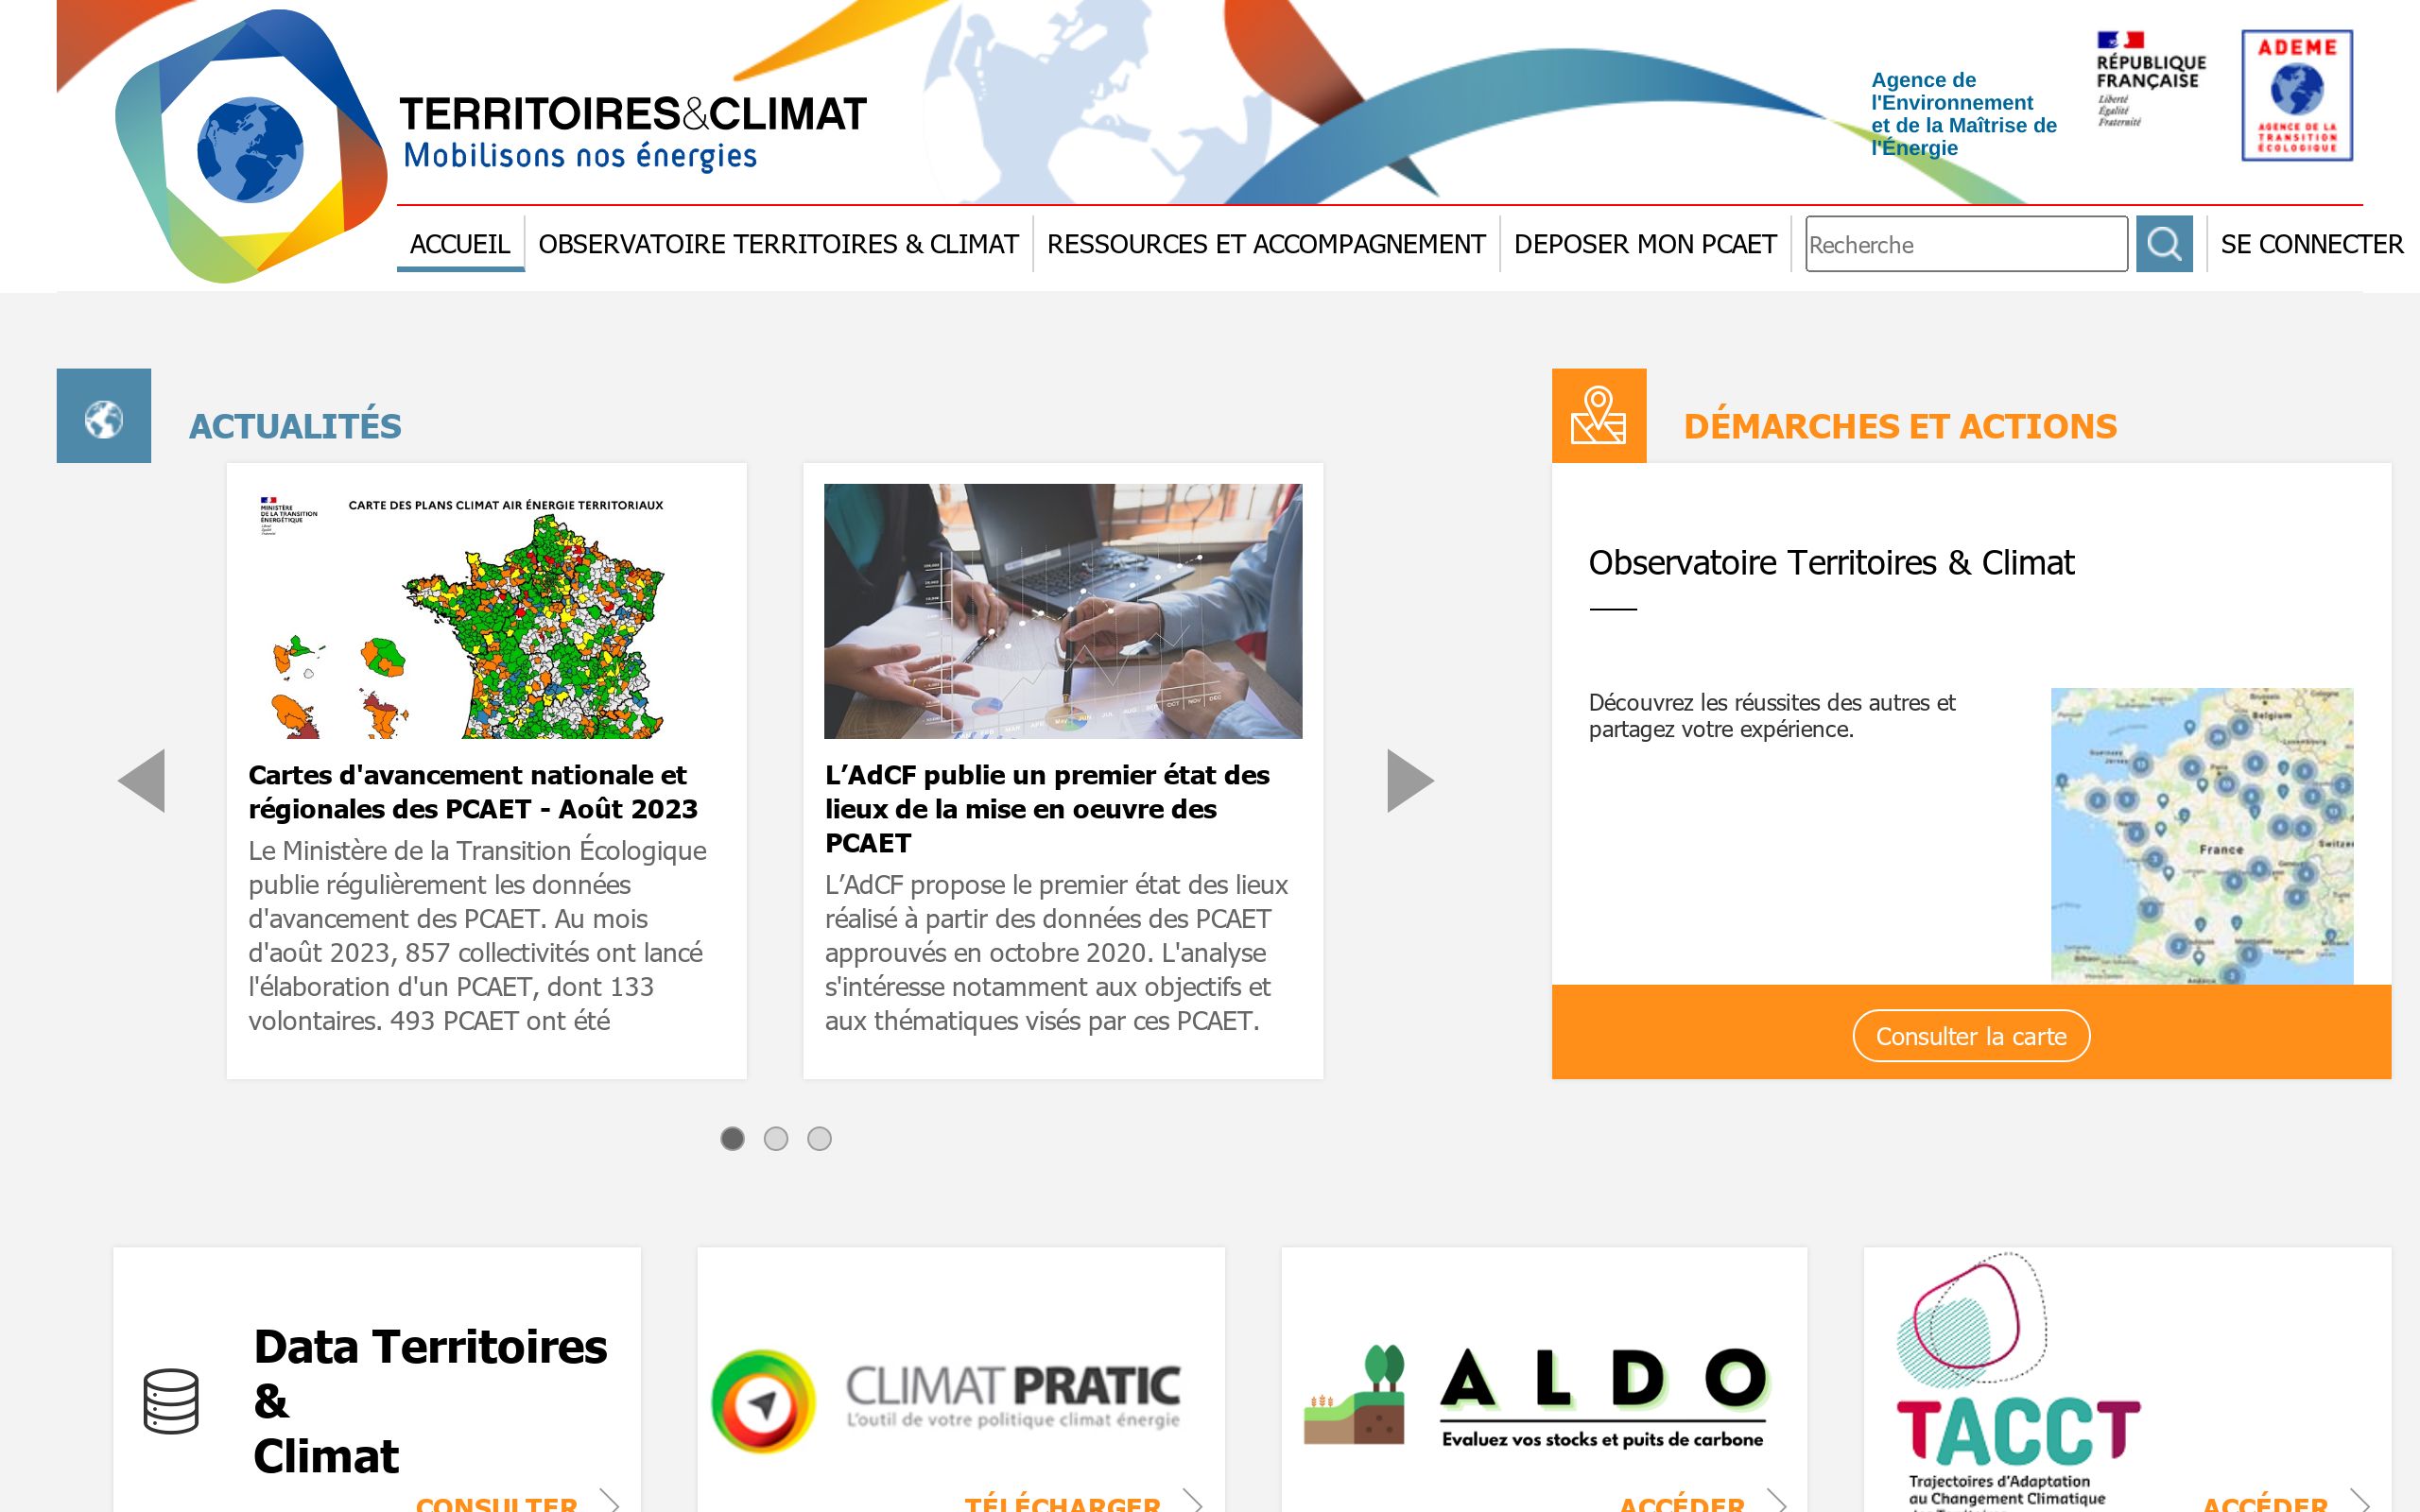 TERRITOIRES&CLIMAT
Mobilisons nos énergies
Agence de
l'Environnement
et de la Maîtrise de
l'Énergie
RÉPUBLIQUE
FRANÇAISE
Liberté
Égalité
Fraternité
ADEME
AGENCE DE LA
TRANSITION
ÉCOLOGIQUE
ACCUEIL
OBSERVATOIRE TERRITOIRES & CLIMAT
RESSOURCES ET ACCOMPAGNEMENT
DEPOSER MON PCAET
Recherche
SE CONNECTER
ACTUALITÉS
MINISTÈRE
DE LA TRANSITION
ÉNERGÉTIQUE
CARTE DES PLANS CLIMAT AIR ÉNERGIE TERRITORIAUX
Cartes d'avancement nationale et
régionales des PCAET - Août 2023
Le Ministère de la Transition Écologique
publie régulièrement les données
d'avancement des PCAET. Au mois
d'août 2023, 857 collectivités ont lancé
l'élaboration d'un PCAET, dont 133
volontaires. 493 PCAET ont été
L’AdCF publie un premier état des
lieux de la mise en oeuvre des
PCAET
L’AdCF propose le premier état des lieux
réalisé à partir des données des PCAET
approuvés en octobre 2020. L'analyse
s'intéresse notamment aux objectifs et
aux thématiques visés par ces PCAET.
DÉMARCHES ET ACTIONS
Observatoire Territoires & Climat
Découvrez les réussites des autres et
partagez votre expérience.
Belgium
France
Consulter la carte
Data Territoires
&
Climat
CONSULTER
CLIMAT PRATIC
L'outil de votre politique climat énergie
TÉLÉCHARGER
ALDO
Evaluez vos stocks et puits de carbone
ACCÉDER
TACCT
Trajectoires d'Adaptation
au Changement Climatique
ACCÉDER